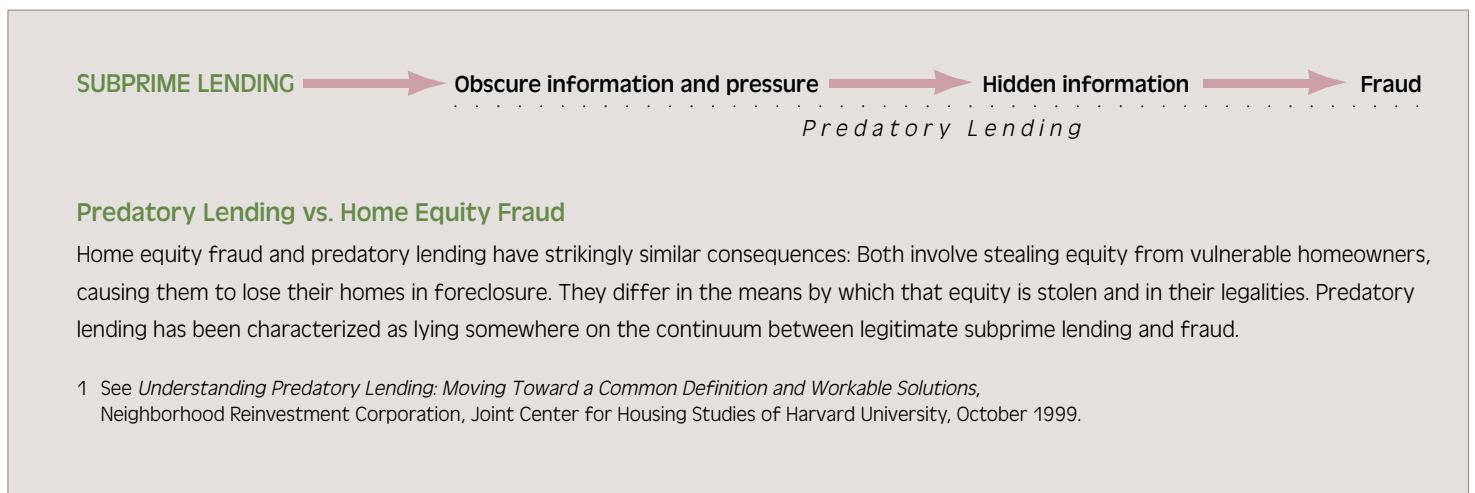 SUBPRIME LENDING Obscure information and pressure Hidden information Fraud
Predatory Lending
Predatory Lending vs. Home Equity Fraud
Home equity fraud and predatory lending have strikingly similar consequences: Both involve stealing equity from vulnerable homeowners,
causing them to lose their homes in foreclosure. They differ in the means by which that equity is stolen and in their legalities. Predatory
lending has been characterized as lying somewhere on the continuum between legitimate subprime lending and fraud.
1 See Understanding Predatory Lending: Moving Toward a Common Definition and Workable Solutions,
Neighborhood Reinvestment Corporation, Joint Center for Housing Studies of Harvard University, October 1999.